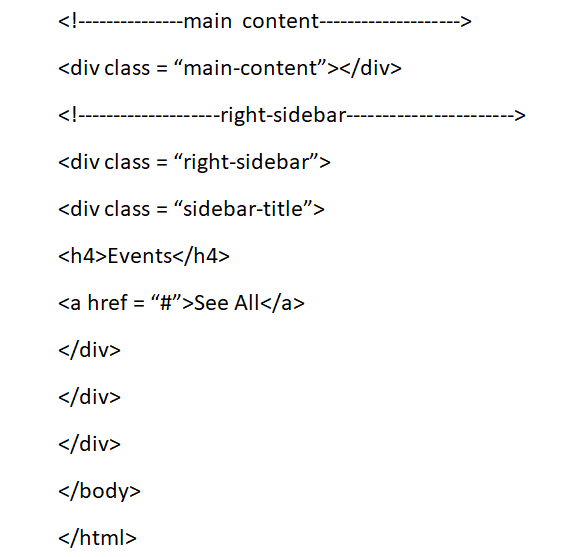 <!---------------main  content-------------------->
<div class = “main-content”></div>
<!--------------------right-sidebar------------------------>
<div class = “right-sidebar”>
<div class = “sidebar-title”>
<h4>Events</h4>
<a href = “#”>See All</a>
</div>
</div>
</div>
</body>
</html>